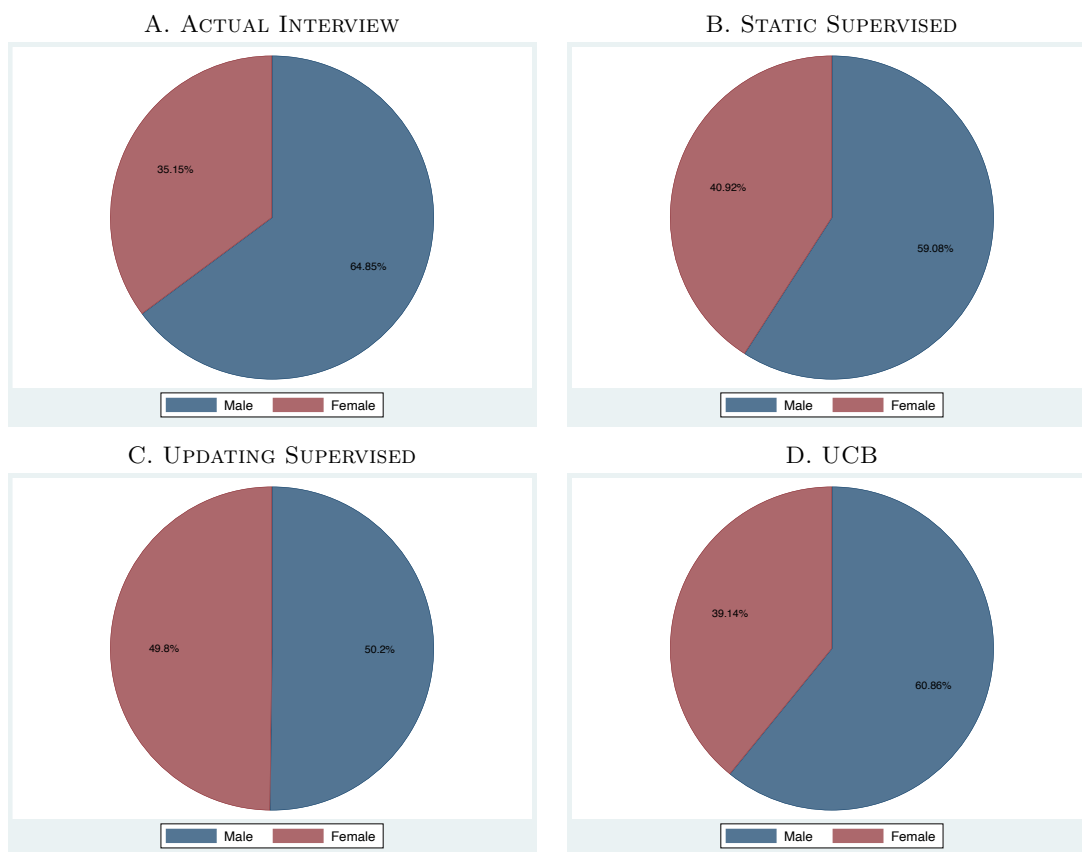 A. Actual Interview
35.15%
64.85%
Male Female
B. Static Supervised
40.92%
59.08%
Male Female
C. Updating Supervised
49.8%
50.2%
Male Female
D. UCB
39.14%
60.86%
Male Female